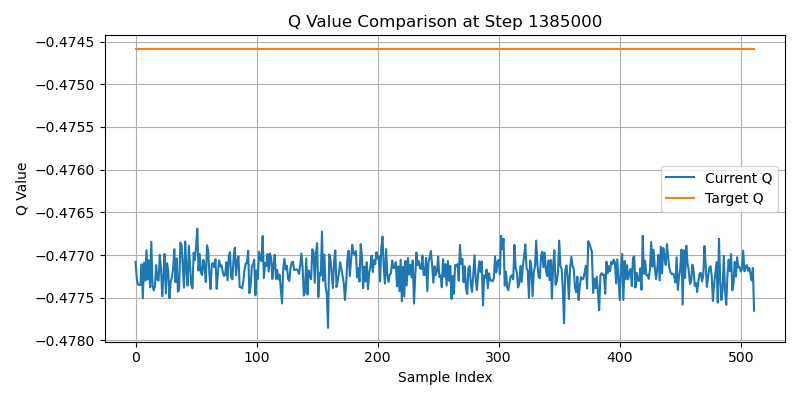 Q Value Comparison at Step 1385000
−0.4745
−0.4750
−0.4755
−0.4760
−0.4765
−0.4770
−0.4775
−0.4780
Q Value
Current Q
Target Q
0 100 200 300 400 500
Sample Index